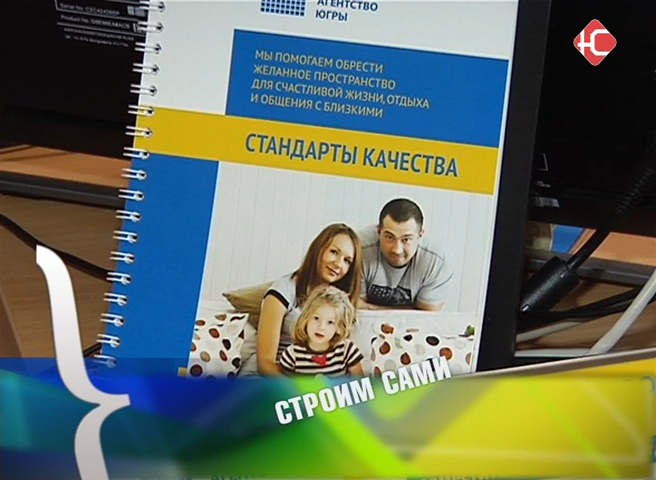 АГЕНТСТВО
ЮГРЫ
МЫ ПОМОГАЕМ ОБРЕСТИ
ЖЕЛАННОЕ ПРОСТРАНСТВО
ДЛЯ СЧАСТЛИВОЙ ЖИЗНИ, ОТДЫХА
И ОБЩЕНИЯ С БЛИЗКИМИ
СТАНДАРТЫ КАЧЕСТВА
СТРОИМ САМИ